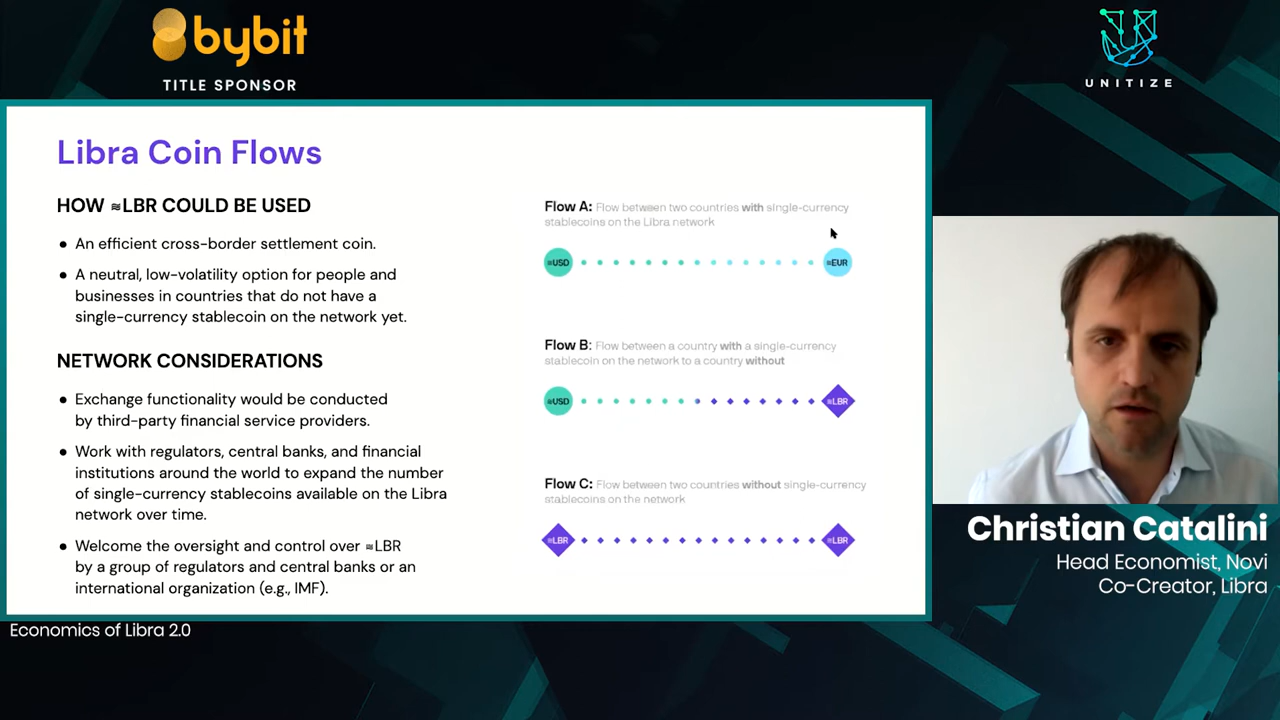 bybit
TITLE SPONSOR
UNITIZE
Libra Coin Flows
HOW ≋LBR COULD BE USED
● An efficient cross-border settlement coin.
● A neutral, low-volatility option for people and
businesses in countries that do not have a
single-currency stablecoin on the network yet.
NETWORK CONSIDERATIONS
● Exchange functionality would be conducted
by third-party financial service providers.
● Work with regulators, central banks, and financial
institutions around the world to expand the number
of single-currency stablecoins available on the Libra
network over time.
● Welcome the oversight and control over ≋LBR
by a group of regulators and central banks or an
international organization (e.g., IMF).
Flow A: Flow between two countries with single-currency
stablecoins on the Libra network
≋USD
≋EUR
Flow B: Flow between a country with a single-currency
stablecoin on the network to a country without
≋USD
≋LBR
Flow C: Flow between two countries without single-currency
stablecoins on the network
≋LBR
≋LBR
Christian Catalini
Head Economist, Novi
Co-Creator, Libra
Economics of Libra 2.0